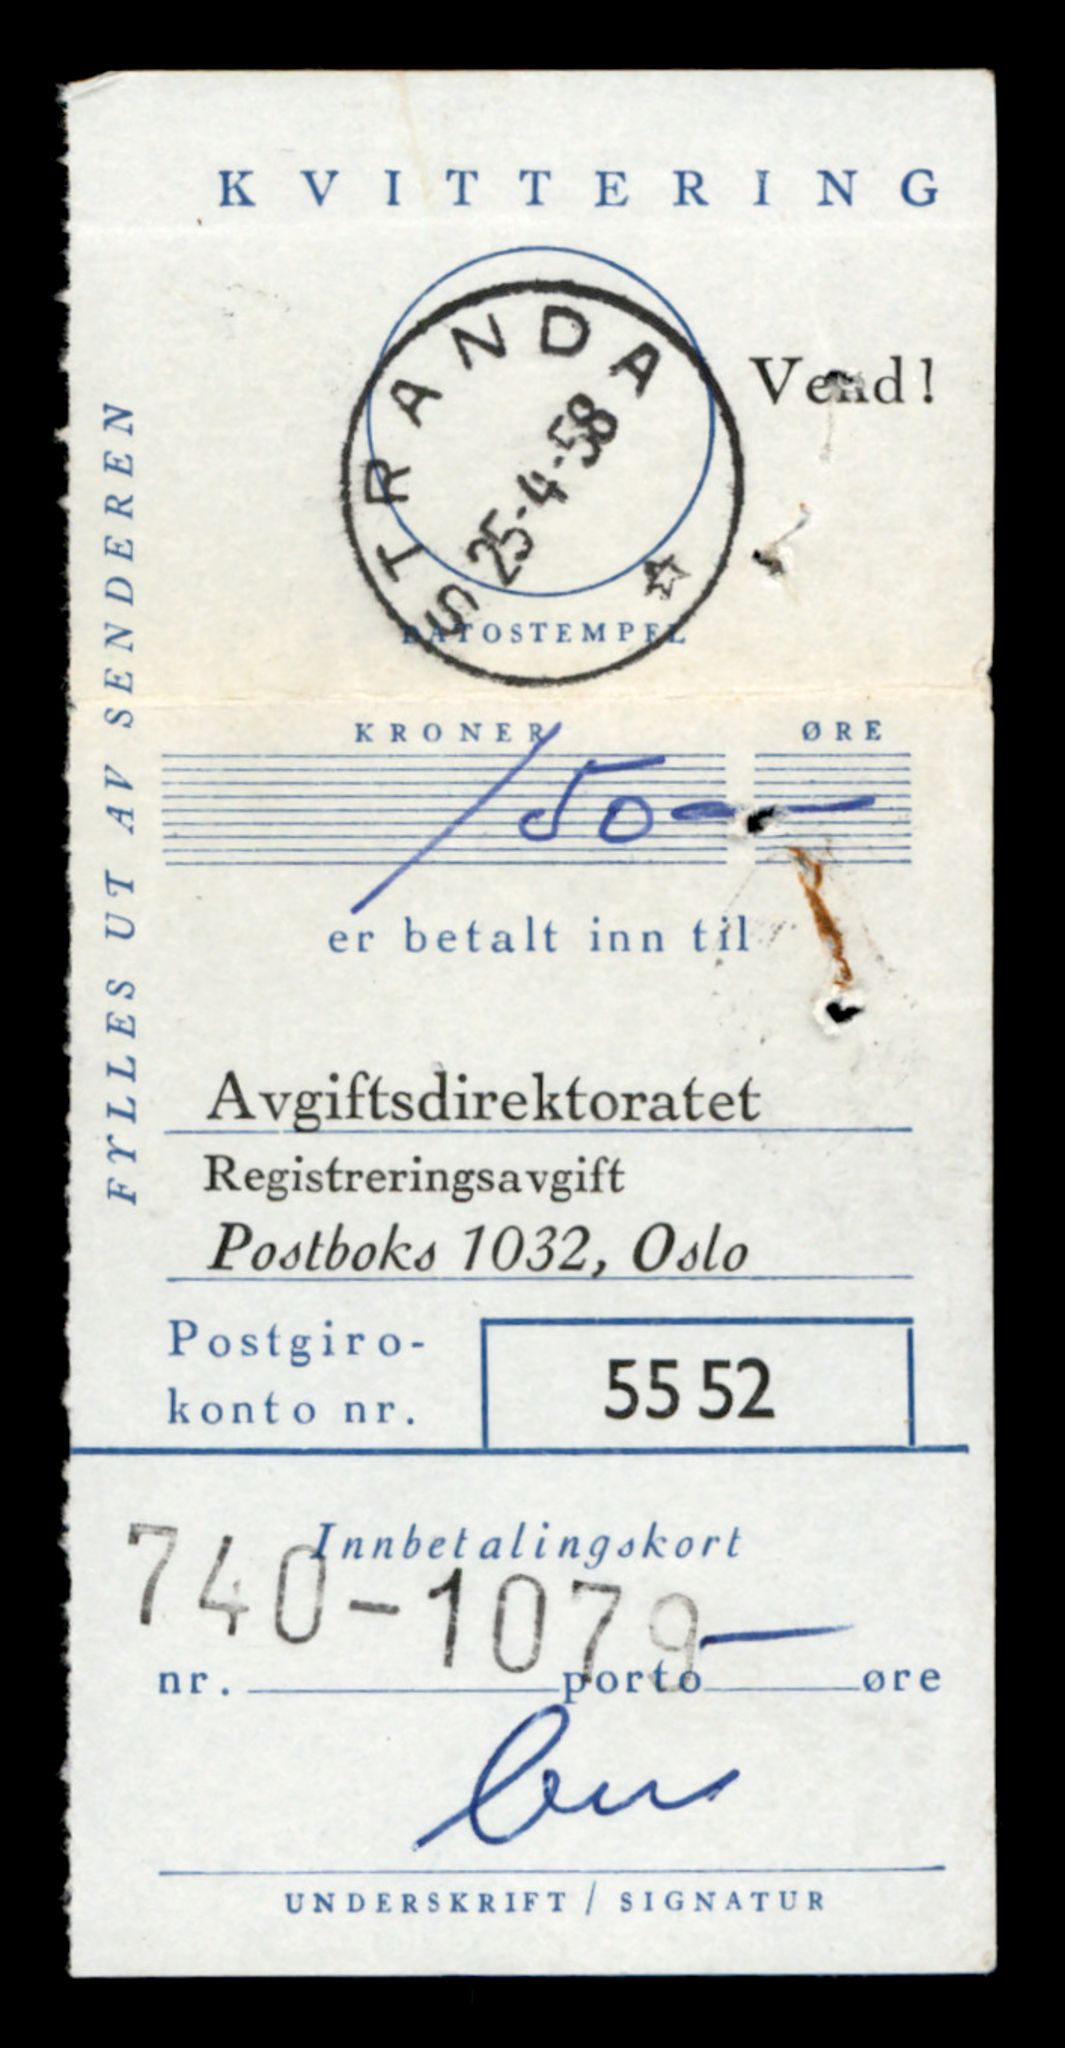 KVITTERING
STRANDA
25-4-58
Vend!
DATOSTEMPEL
FYLLES UT AV SENDEREN
KRONER ØRE
150 —
er betalt inn til
Avgiftsdirektoratet
Registreringsavgift
Postboks 1032, Oslo
Postgiro-
konto nr.
5552
Innbetalingskort
740-1079 —
nr. porto øre
UNDERSKRIFT / SIGNATUR